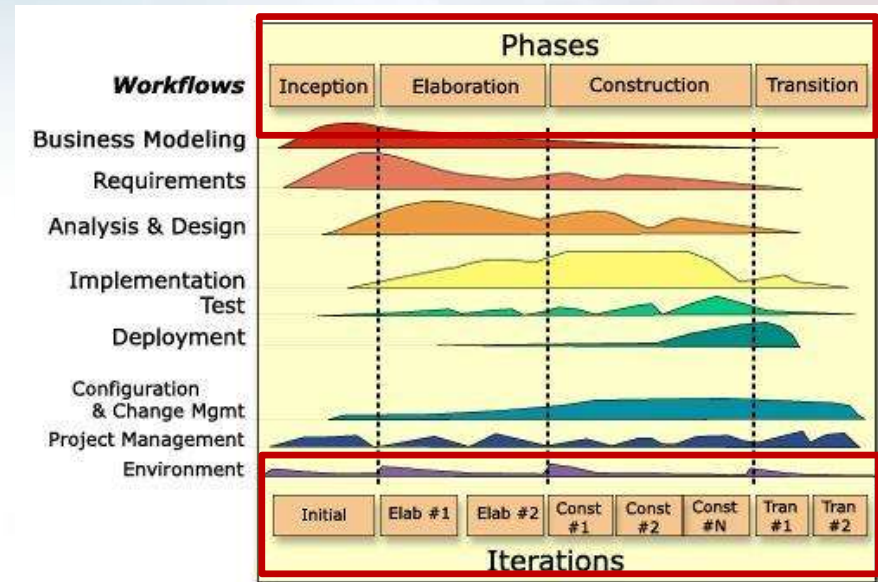 Phases
Workflows
Inception
Elaboration
Construction
Transition
Business Modeling
Requirements
Analysis & Design
Implementation
Test
Deployment
Configuration
& Change Mgmt
Project Management
Environment
Initial
Elab #1
Elab #2
Const
#1
Const
#2
Const
#N
Tran
#1
Tran
#2
Iterations